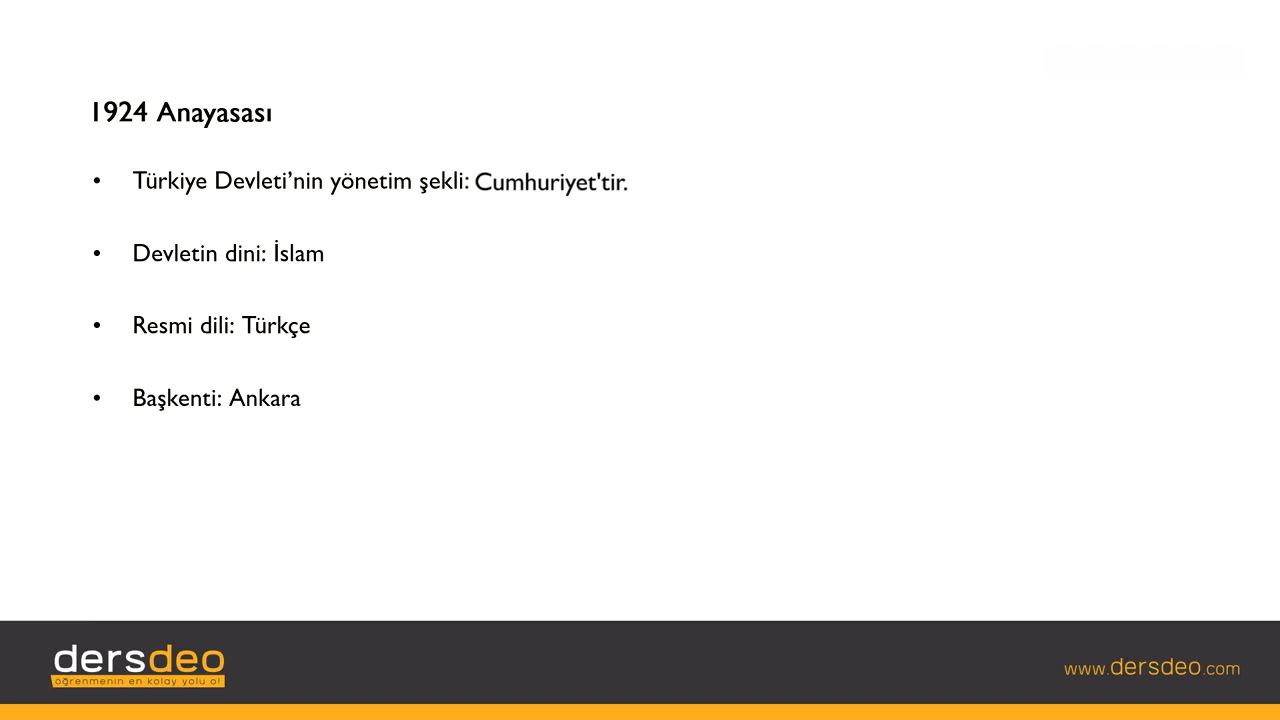 1924 Anayasası
• Türkiye Devleti’nin yönetim şekli: Cumhuriyet'tir.
• Devletin dini: İslam
• Resmi dili: Türkçe
• Başkenti: Ankara
dersdeo
öğrenmenin en kolay yolu o!
www.dersdeo.com